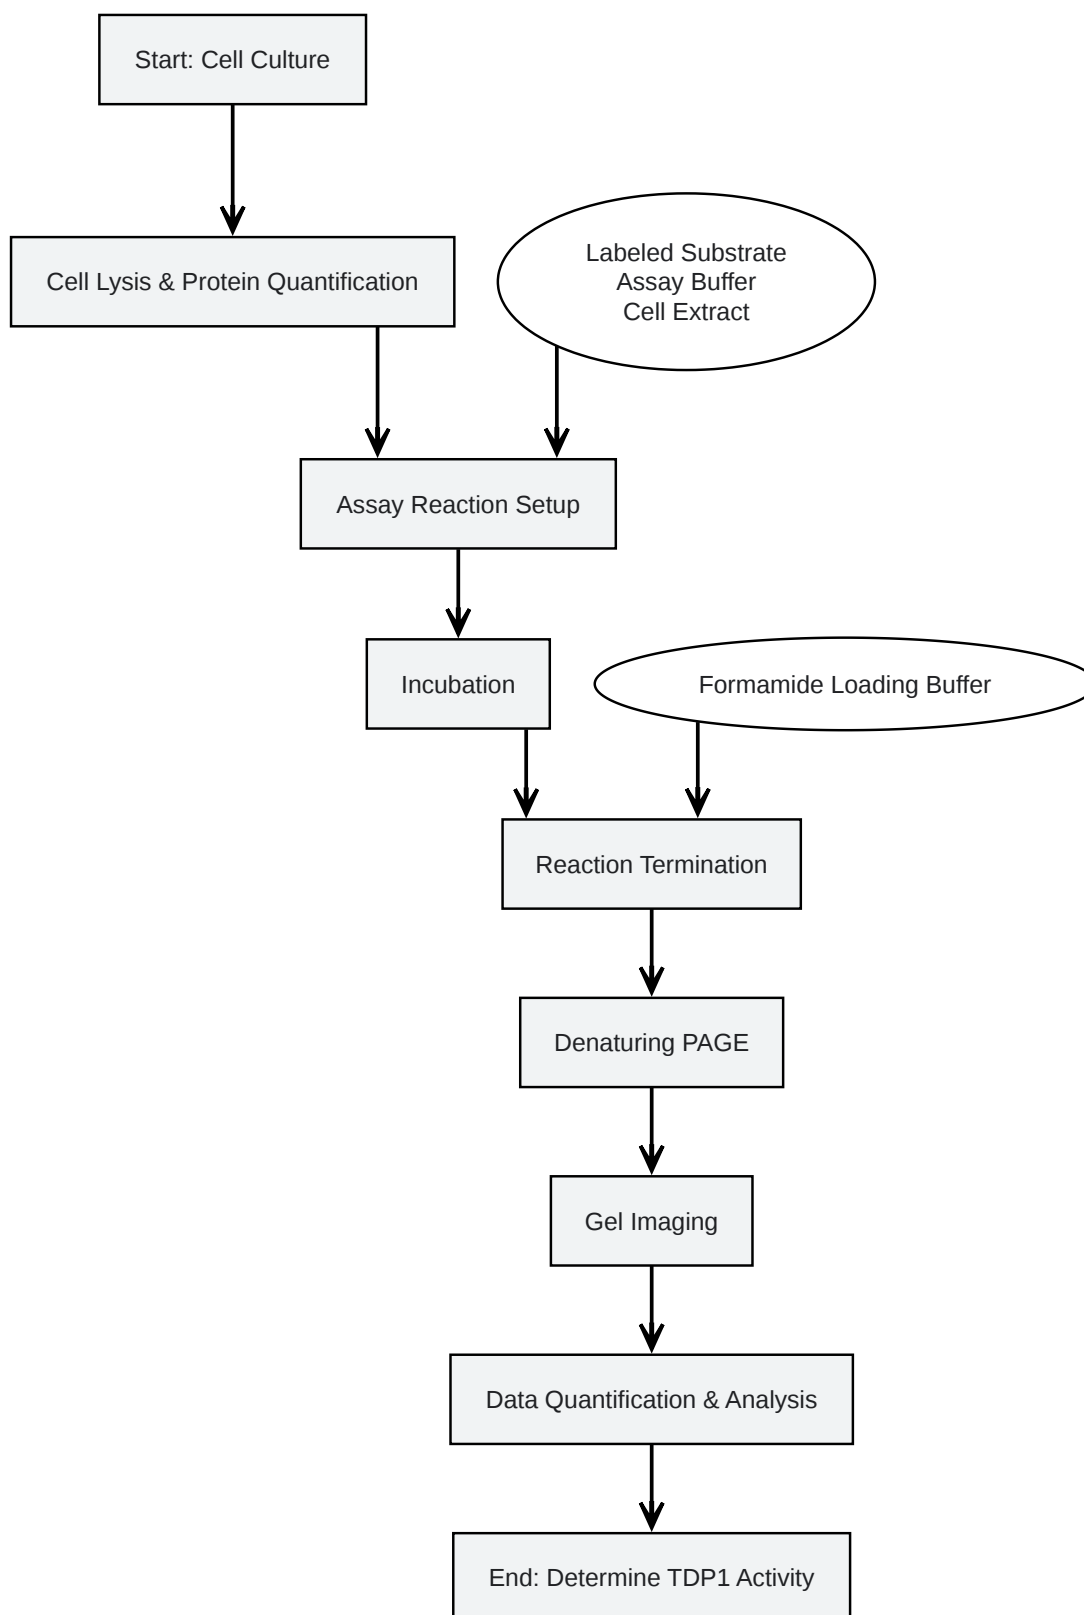 Start: Cell Culture
Cell Lysis & Protein Quantification
Labeled Substrate
Assay Buffer
Cell Extract
Assay Reaction Setup
Incubation
Formamide Loading Buffer
Reaction Termination
Denaturing PAGE
Gel Imaging
Data Quantification & Analysis
End: Determine TDP1 Activity